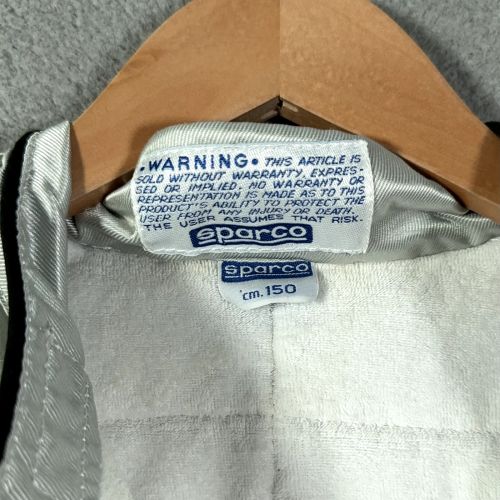 •WARNING• THIS ARTICLE IS
SOLD WITHOUT WARRANTY, EXPRES-
SED OR IMPLIED. NO WARRANTY OR
REPRESENTATION IS MADE AS TO THIS
PRODUCT'S ABILITY TO PROTECT THE
USER FROM ANY INJURY OR DEATH.
THE USER ASSUMES THAT RISK.
sparco
sparco
cm.150